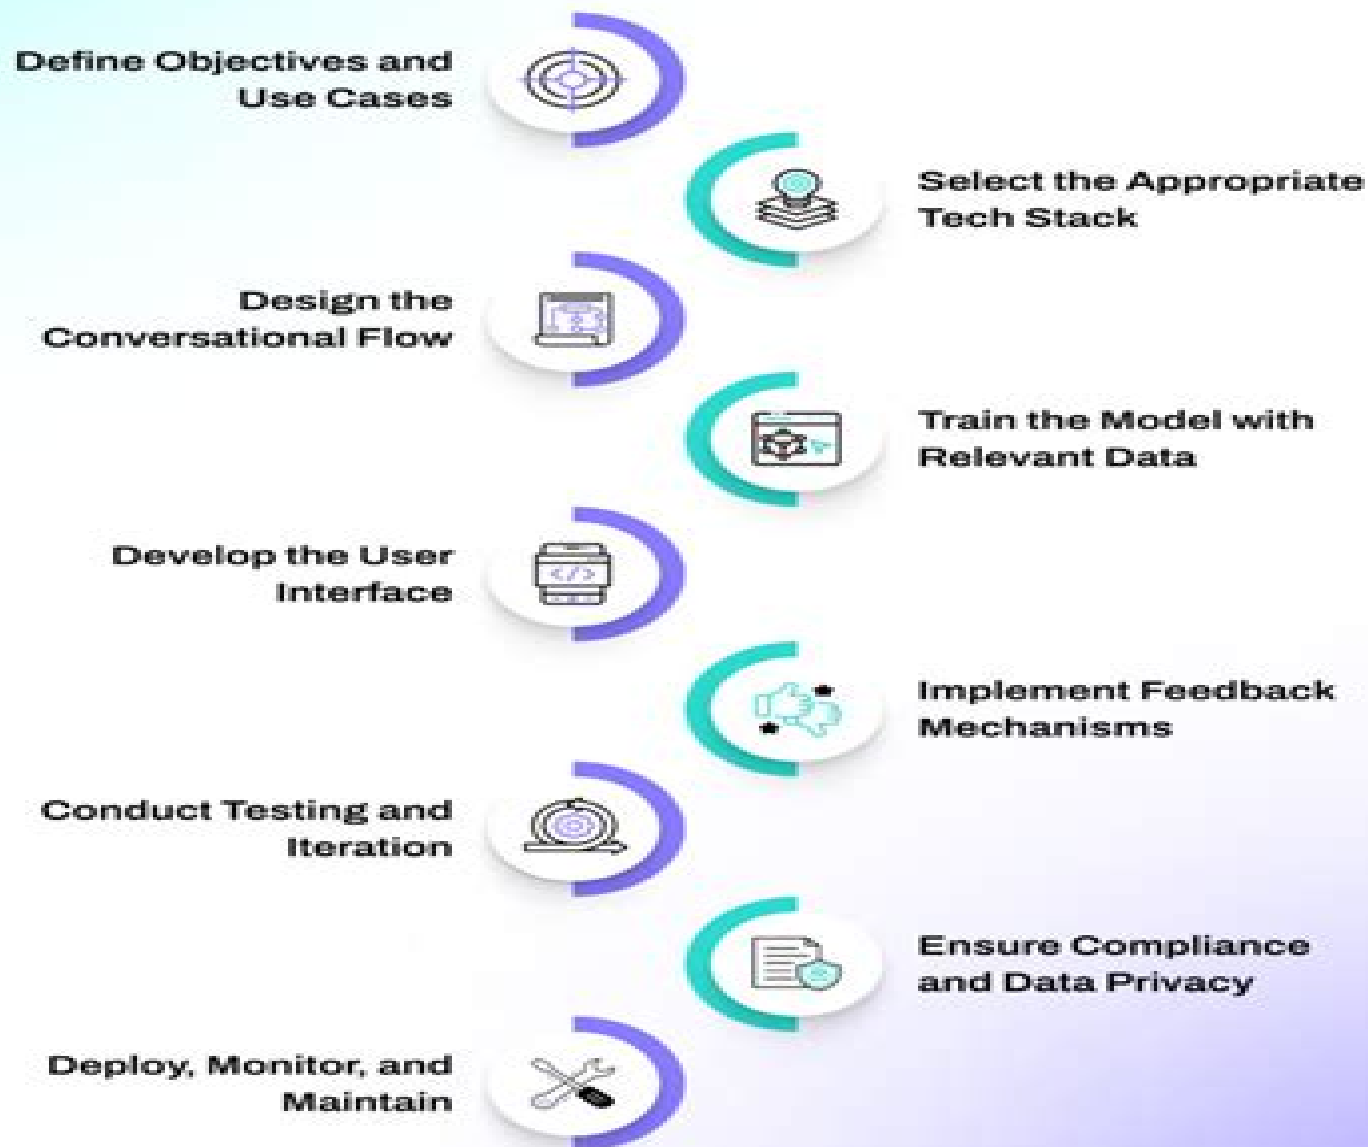 Define Objectives and
Use Cases
Select the Appropriate
Tech Stack
Design the
Conversational Flow
Train the Model with
Relevant Data
Develop the User
Interface
Implement Feedback
Mechanisms
Conduct Testing and
Iteration
Ensure Compliance
and Data Privacy
Deploy, Monitor, and
Maintain